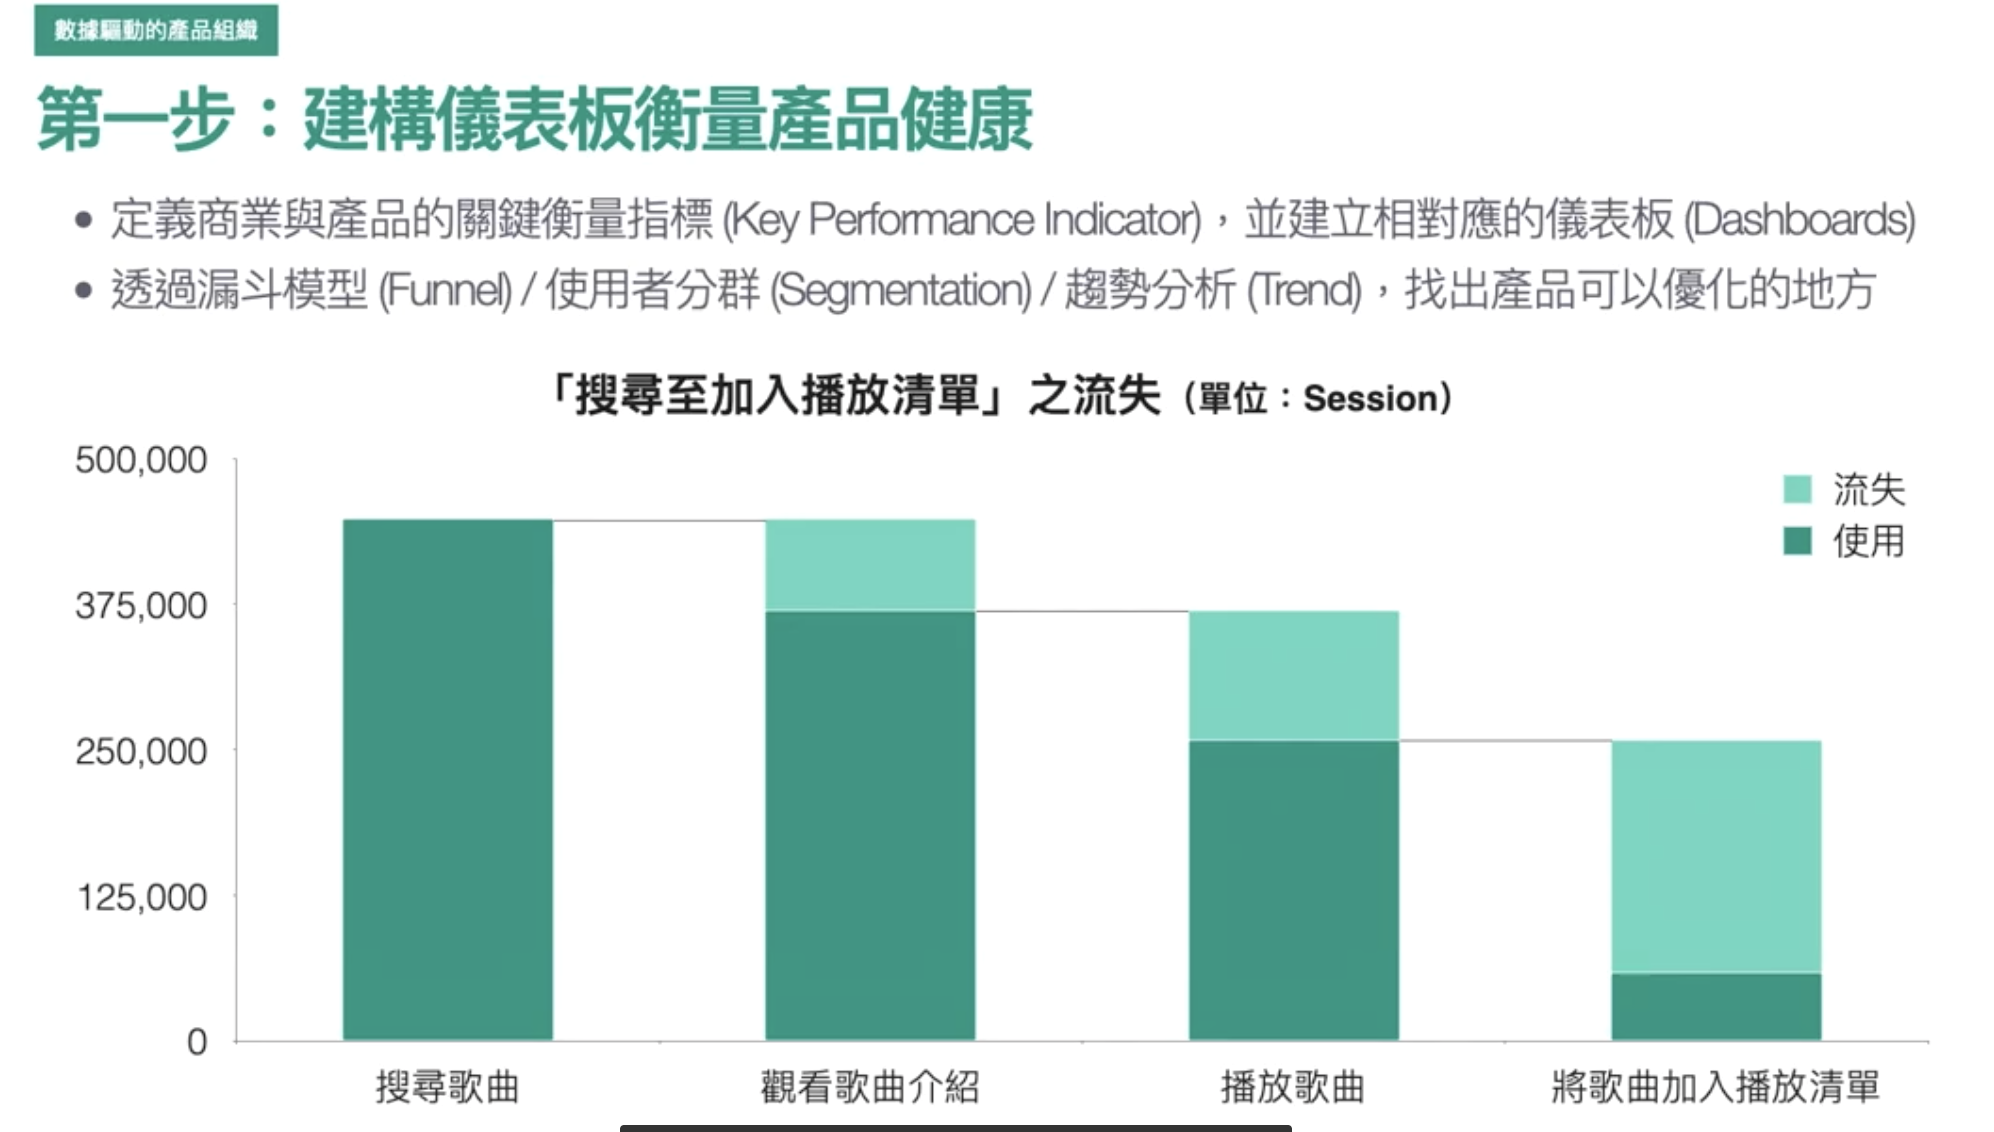 數據驅動的產品組織
第一步：建構儀表板衡量產品健康
• 定義商業與產品的關鍵衡量指標 (Key Performance Indicator)，並建立相對應的儀表板 (Dashboards)
• 透過漏斗模型 (Funnel) / 使用者分群 (Segmentation) / 趨勢分析 (Trend)，找出產品可以優化的地方
「搜尋至加入播放清單」之流失（單位：Session）
500,000
375,000
250,000
125,000
0
流失
使用
搜尋歌曲
觀看歌曲介紹
播放歌曲
將歌曲加入播放清單